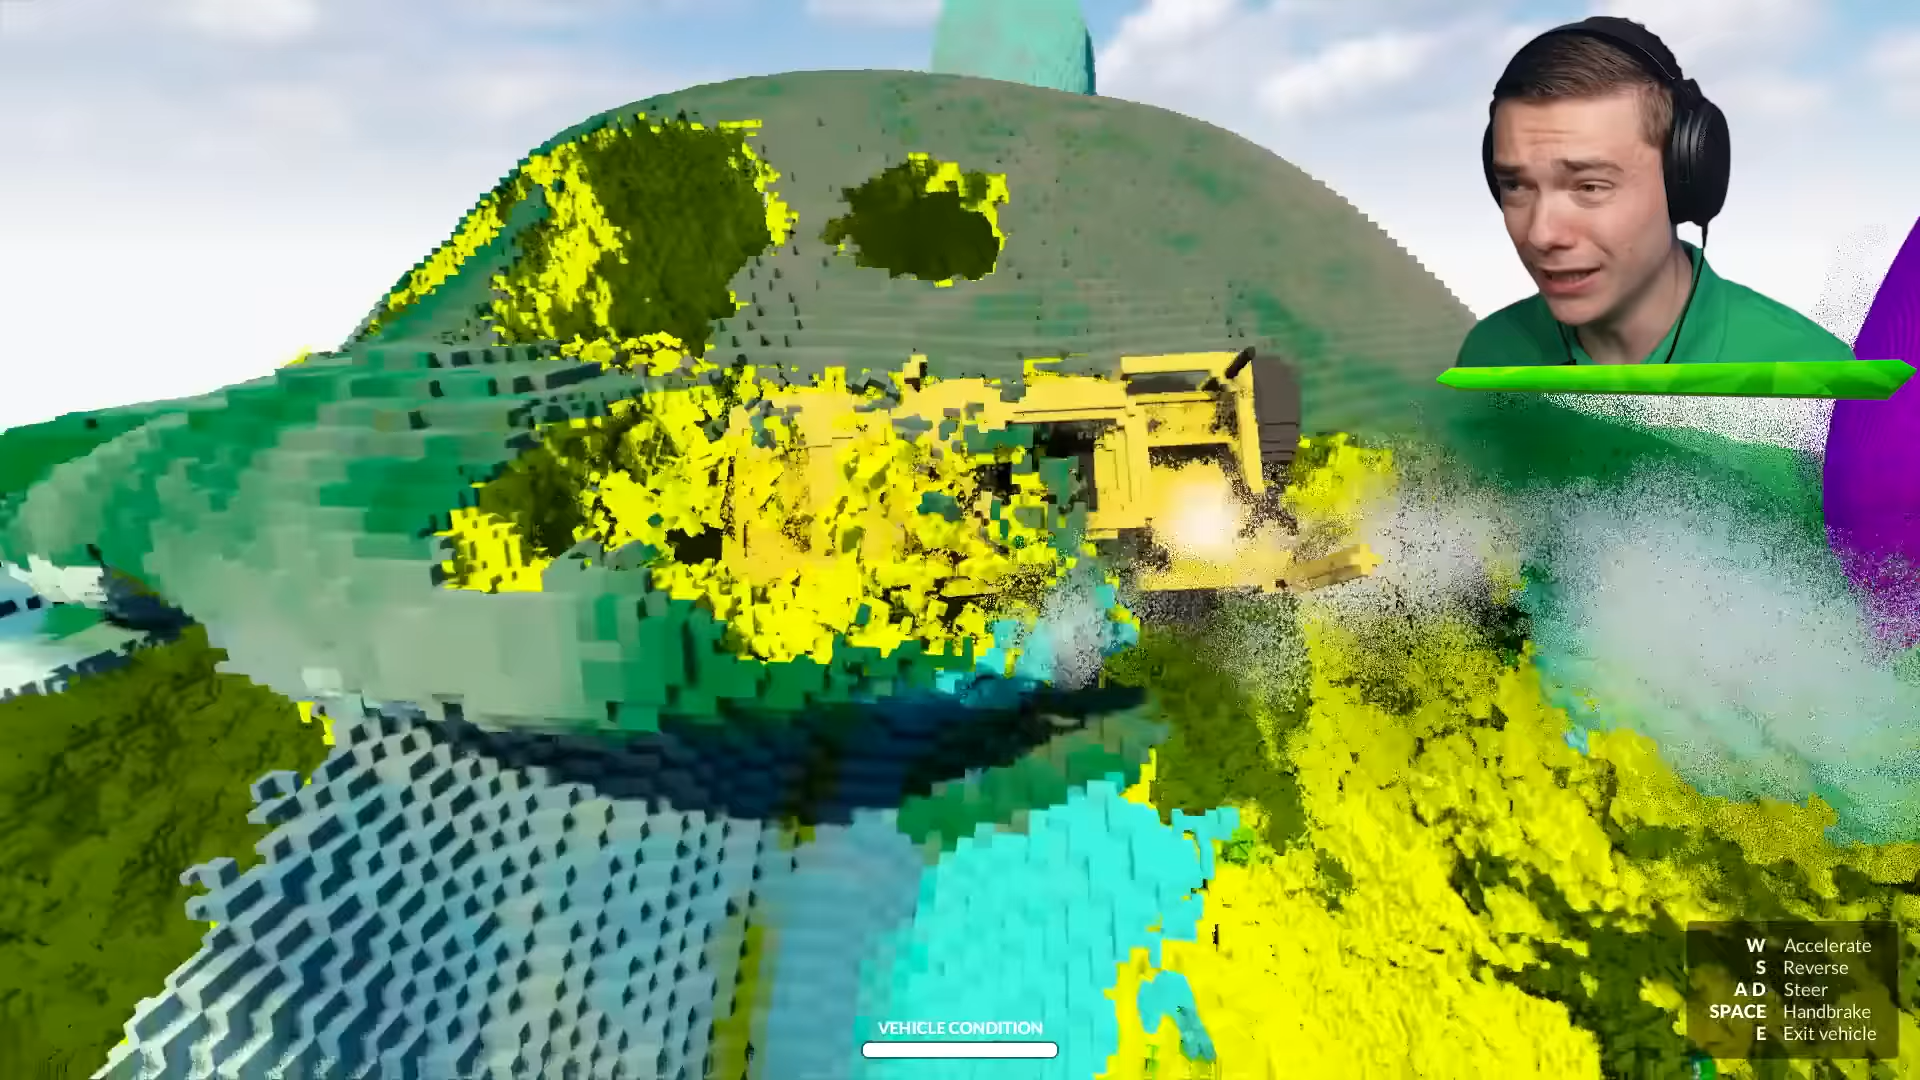 W Accelerate
S Reverse
A D Steer
SPACE Handbrake
E Exit vehicle
VEHICLE CONDITION